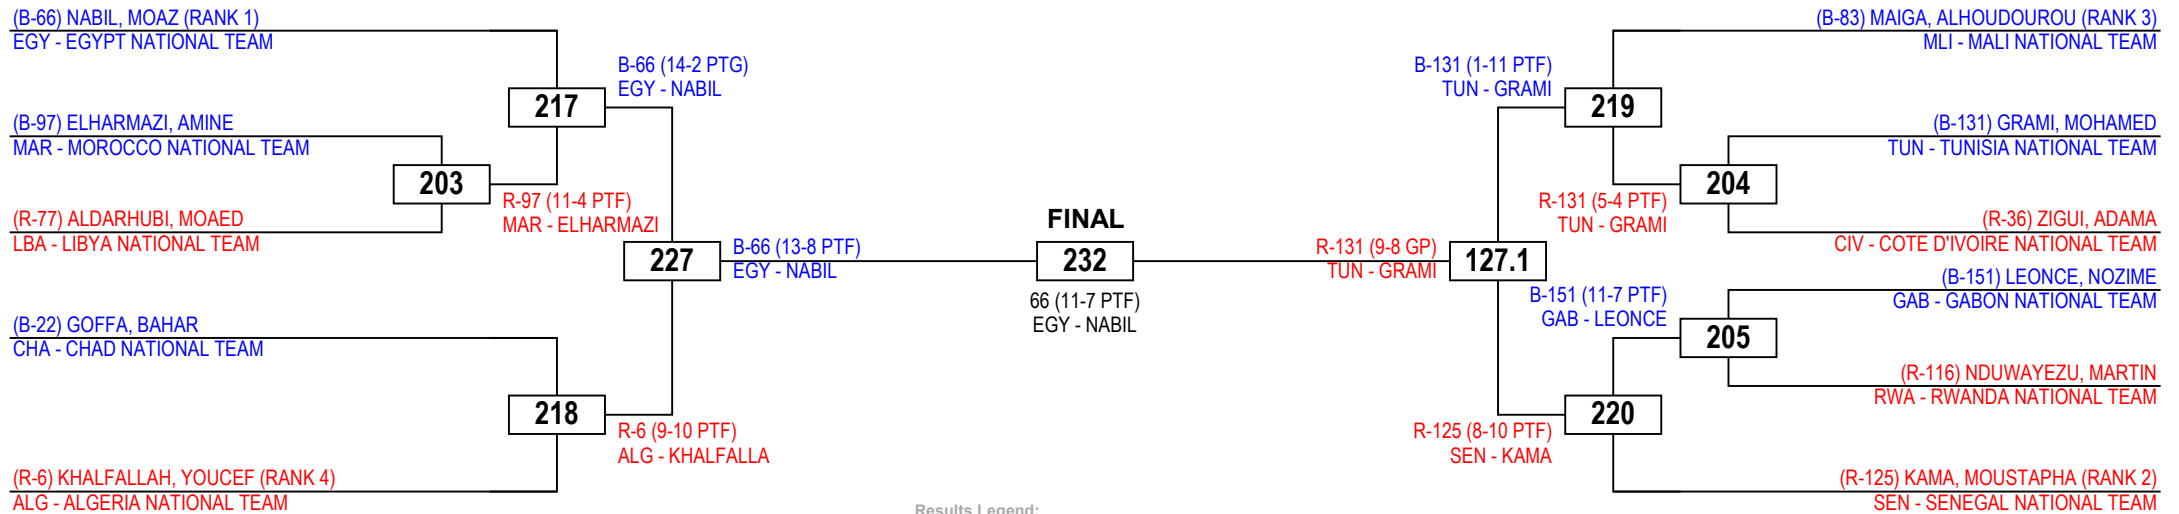 (B-66) NABIL, MOAZ (RANK 1)
EGY - EGYPT NATIONAL TEAM
(B-97) ELHARMAZI, AMINE
MAR - MOROCCO NATIONAL TEAM
(R-77) ALDARHUBI, MOAED
LBA - LIBYA NATIONAL TEAM
(B-22) GOFFA, BAHAR
CHA - CHAD NATIONAL TEAM
(R-6) KHALFALLAH, YOUCEF (RANK 4)
ALG - ALGERIA NATIONAL TEAM
203
217
218
R-97 (11-4 PTF)
MAR - ELHARMAZI
B-66 (14-2 PTG)
EGY - NABIL
R-6 (9-10 PTF)
ALG - KHALFALLA
227
B-66 (13-8 PTF)
EGY - NABIL
FINAL
232
66 (11-7 PTF)
EGY - NABIL
R-131 (9-8 GP)
TUN - GRAMI
127.1
B-131 (1-11 PTF)
TUN - GRAMI
R-125 (8-10 PTF)
SEN - KAMA
219
220
R-131 (5-4 PTF)
TUN - GRAMI
B-151 (11-7 PTF)
GAB - LEONCE
204
205
(B-83) MAIGA, ALHOUDOUROU (RANK 3)
MLI - MALI NATIONAL TEAM
(B-131) GRAMI, MOHAMED
TUN - TUNISIA NATIONAL TEAM
(R-36) ZIGUI, ADAMA
CIV - COTE D'IVOIRE NATIONAL TEAM
(B-151) LEONCE, NOZIME
GAB - GABON NATIONAL TEAM
(R-116) NDUWAYEZU, MARTIN
RWA - RWANDA NATIONAL TEAM
(R-125) KAMA, MOUSTAPHA (RANK 2)
SEN - SENEGAL NATIONAL TEAM
Results Legend: